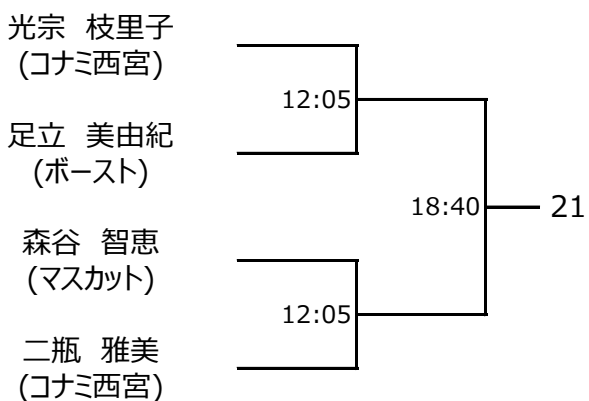 光宗　枝里子
(コナミ西宮)
12:05
足立　美由紀
(ボースト)
18:40
21
森谷　智恵
(マスカット)
12:05
二瓶　雅美
(コナミ西宮)